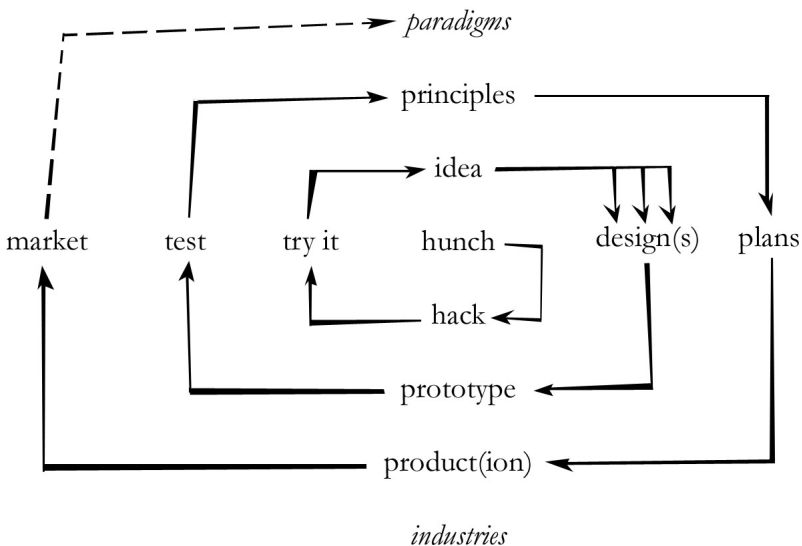 paradigms
principles
idea
market test try it hunch design(s) plans
hack
prototype
product(ion)
industries